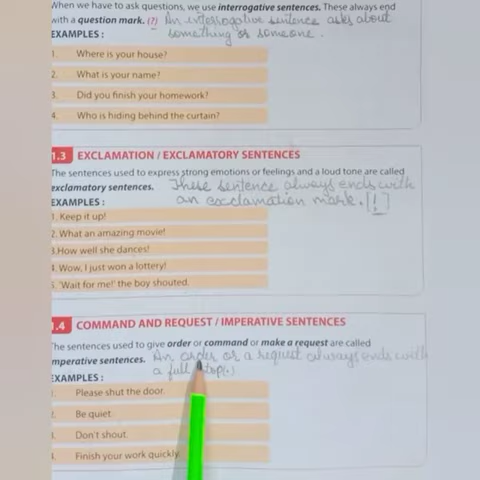 When we have to ask questions, we use interrogative sentences. These always end
with a question mark. (?) An interrogative sentence asks about
EXAMPLES : something or someone.
1. Where is your house?
2. What is your name?
3. Did you finish your homework?
4. Who is hiding behind the curtain?
1.3 EXCLAMATION / EXCLAMATORY SENTENCES
The sentences used to express strong emotions or feelings and a loud tone are called
exclamatory sentences. These sentence always ends with
EXAMPLES : an exclamation mark. [!]
1. Keep it up!
2. What an amazing movie!
3. How well she dances!
4. Wow, I just won a lottery!
5. 'Wait for me!' the boy shouted.
1.4 COMMAND AND REQUEST / IMPERATIVE SENTENCES
The sentences used to give order or command or make a request are called
imperative sentences. An order or a request always ends with
EXAMPLES : a full stop(.)
1. Please shut the door.
2. Be quiet.
3. Don't shout.
4. Finish your work quickly